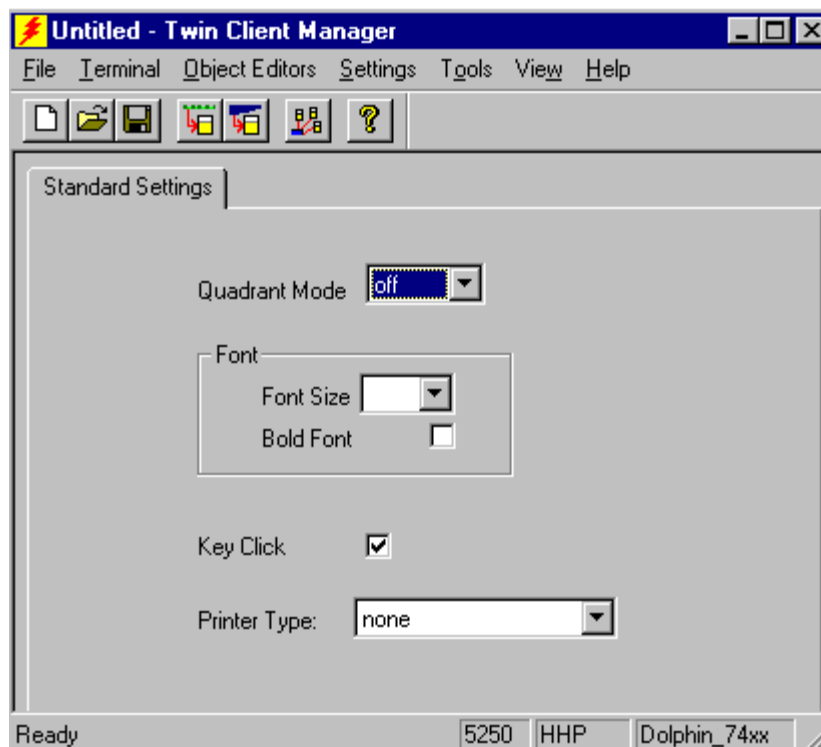 Untitled - Twin Client Manager
File Terminal Object Editors Settings Tools View Help
Standard Settings
Quadrant Mode off
Font
Font Size
Bold Font
Key Click
Printer Type: none
Ready 5250 HHP Dolphin_74xx